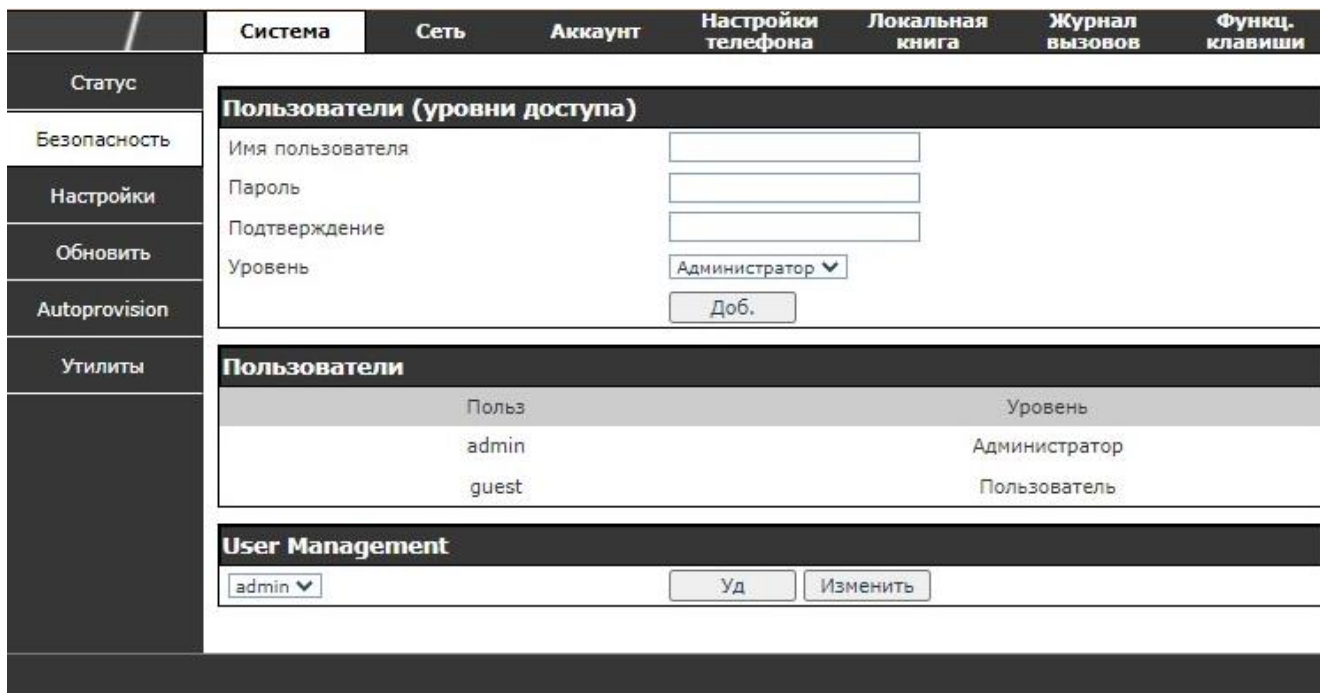 Система Сеть Аккаунт Настройки телефона Локальная книга Журнал вызовов Функц. клавиши
Статус
Безопасность
Настройки
Обновить
Autoprovision
Утилиты
Пользователи (уровни доступа)
Имя пользователя
Пароль
Подтверждение
Уровень Администратор
Доб.
Пользователи
Польз Уровень
admin Администратор
guest Пользователь
User Management
admin Уд Изменить